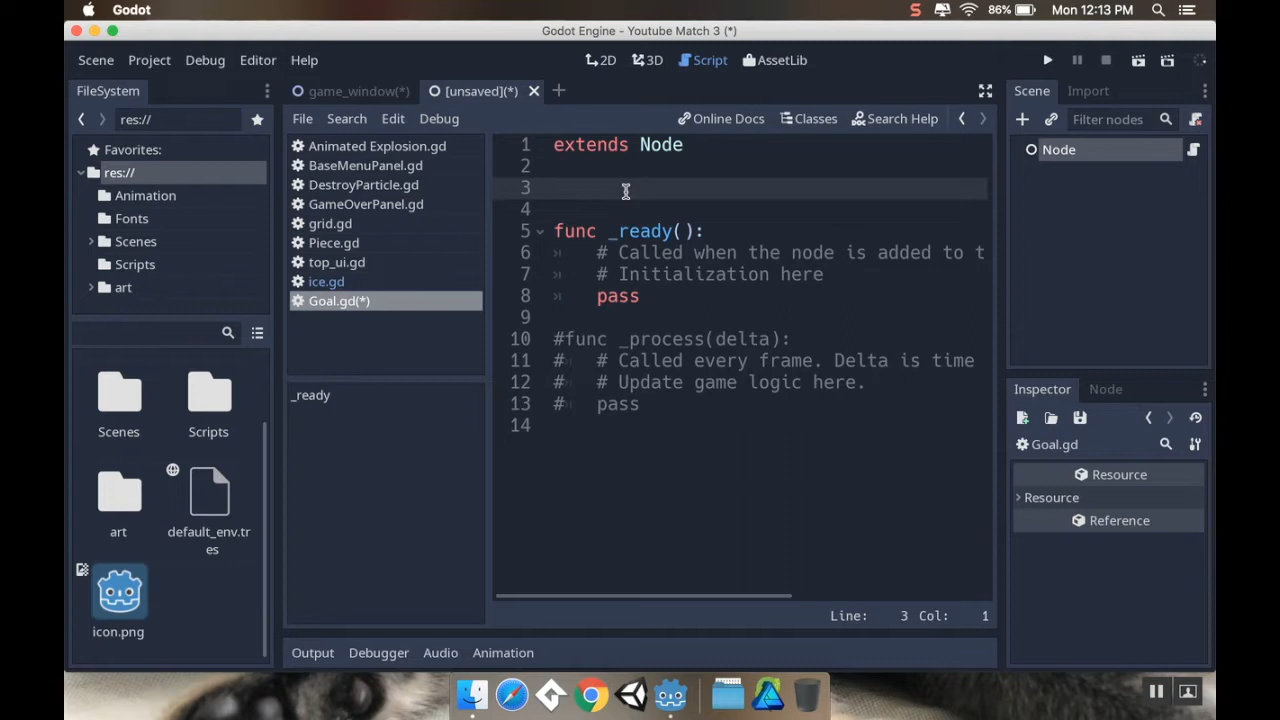 Godot
86%
Mon 12:13 PM
Godot Engine - Youtube Match 3 (*)
Scene Project Debug Editor Help
2D 3D Script AssetLib
FileSystem
game_window(*)
[unsaved](*)
Scene Import
res://
File Search Edit Debug
Online Docs Classes Search Help
Filter nodes
Favorites:
res://
Animation
Fonts
Scenes
Scripts
art
Scenes
Scripts
art
default_env.tr
es
icon.png
Animated Explosion.gd
BaseMenuPanel.gd
DestroyParticle.gd
GameOverPanel.gd
grid.gd
Piece.gd
top_ui.gd
ice.gd
Goal.gd(*)
_ready
1 extends Node
2
3
4
5 func _ready():
6 # Called when the node is added to t
7 # Initialization here
8 pass
9
10 #func _process(delta):
11 # # Called every frame. Delta is time
12 # # Update game logic here.
13 # pass
14
Line: 3 Col: 1
Output Debugger Audio Animation
Node
Inspector Node
Goal.gd
Resource
Resource
Reference